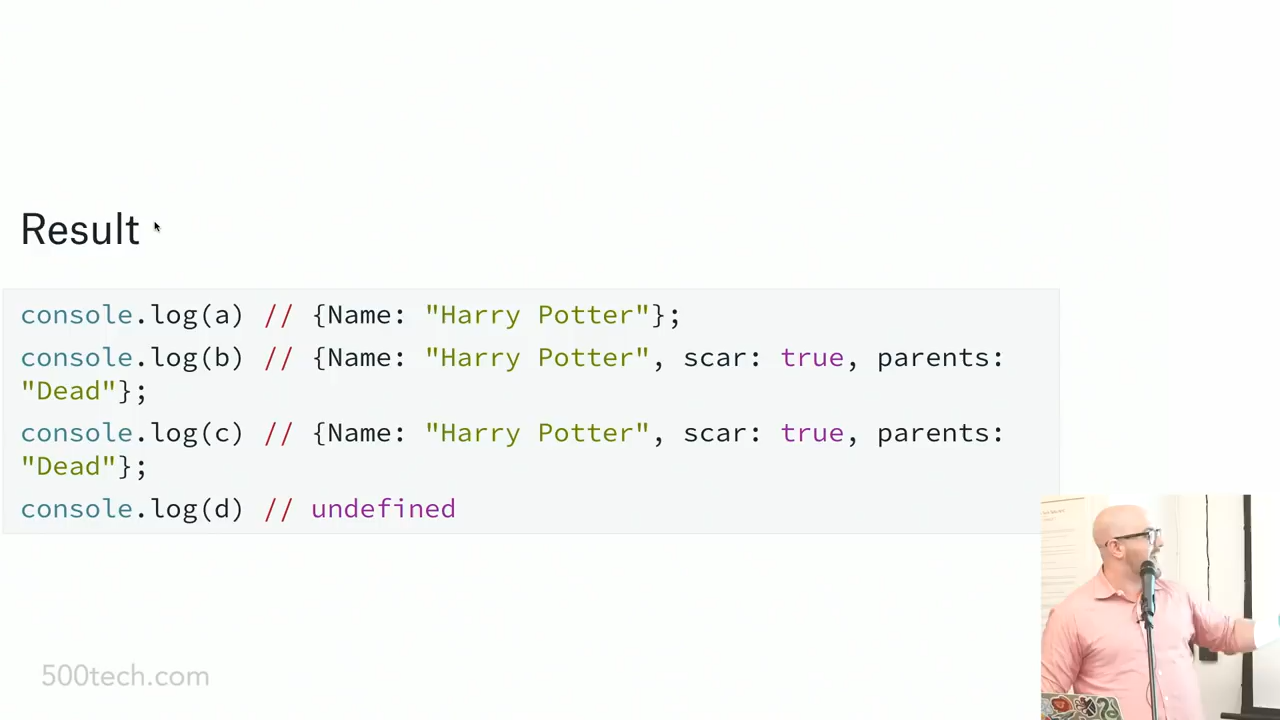 Result
console.log(a) // {Name: "Harry Potter"};
console.log(b) // {Name: "Harry Potter", scar: true, parents:
"Dead"};
console.log(c) // {Name: "Harry Potter", scar: true, parents:
"Dead"};
console.log(d) // undefined
500tech.com